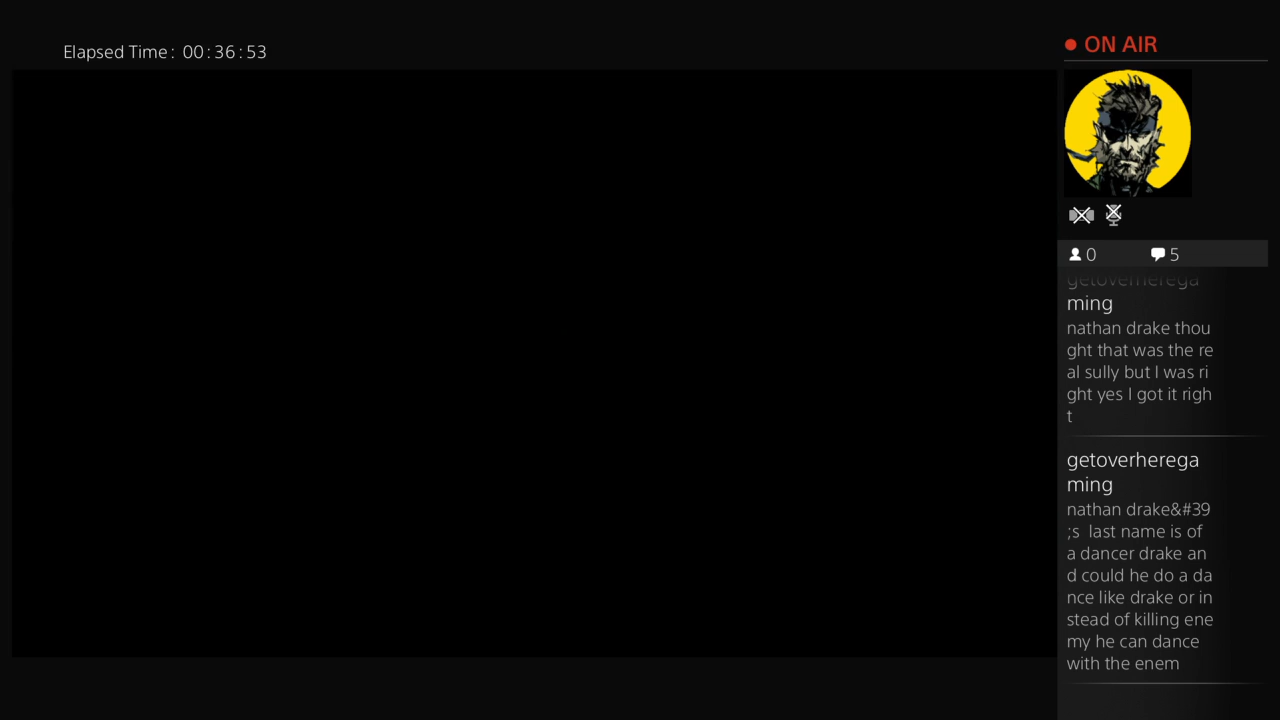 Elapsed Time: 00:36:53
ON AIR
0
5
getoverherega
ming
nathan drake thou
ght that was the re
al sully but I was ri
ght yes I got it righ
t
getoverherega
ming
nathan drake&#39
;s  last name is of
a dancer drake an
d could he do a da
nce like drake or in
stead of killing ene
my he can dance
with the enem